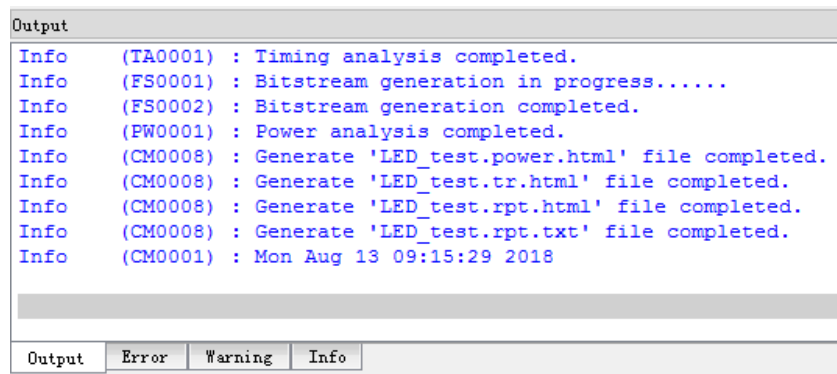 Output
Info (TA0001) : Timing analysis completed.
Info (FS0001) : Bitstream generation in progress......
Info (FS0002) : Bitstream generation completed.
Info (PW0001) : Power analysis completed.
Info (CM0008) : Generate 'LED_test.power.html' file completed.
Info (CM0008) : Generate 'LED_test.tr.html' file completed.
Info (CM0008) : Generate 'LED_test.rpt.html' file completed.
Info (CM0008) : Generate 'LED_test.rpt.txt' file completed.
Info (CM0001) : Mon Aug 13 09:15:29 2018
Output Error Warning Info